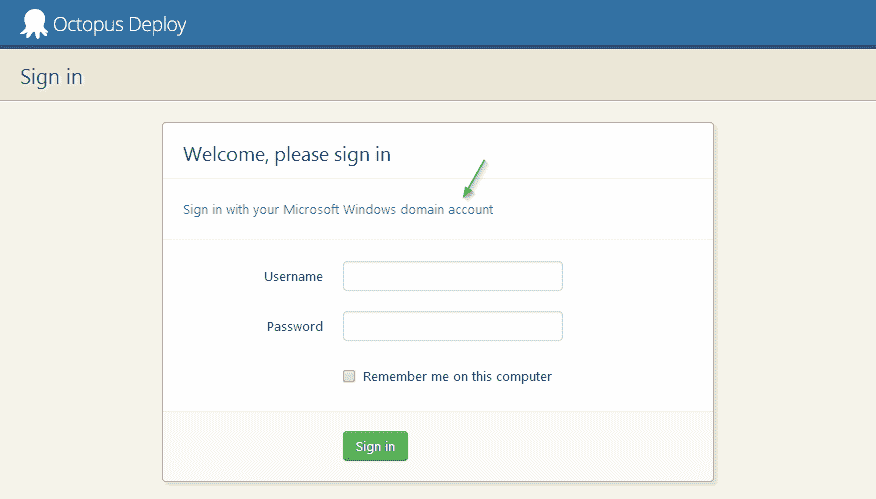 Octopus Deploy
Sign in
Welcome, please sign in
Sign in with your Microsoft Windows domain account
Username
Password
Remember me on this computer
Sign in